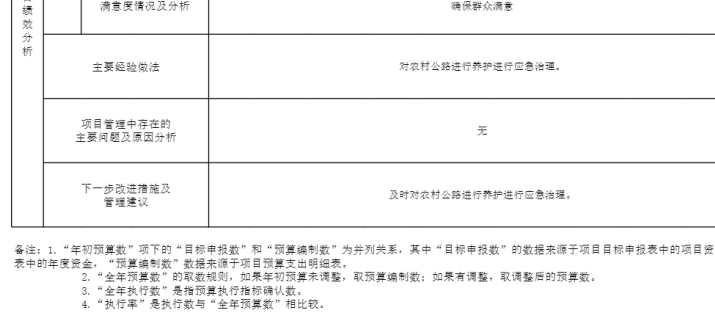 绩
效
分
析
满意度情况及分析
确保群众满意
主要经验做法
对农村公路进行养护进行应急治理。
项目管理中存在的
主要问题及原因分析
无
下一步改进措施及
管理建议
及时对农村公路进行养护进行应急治理。
备注：1.“年初预算数”项下的“目标申报数”和“预算编制数”为并列关系，其中“目标申报数”的数据来源于项目目标申报表中的项目资
表中的年度资金，“预算编制数”数据来源于项目预算支出明细表。
2.“全年预算数”的取数规则，如果年初预算未调整，取预算编制数；如果有调整，取调整后的预算数。
3.“全年执行数”是指预算执行指标确认数。
4.“执行率”是执行数与“全年预算数”相比较。